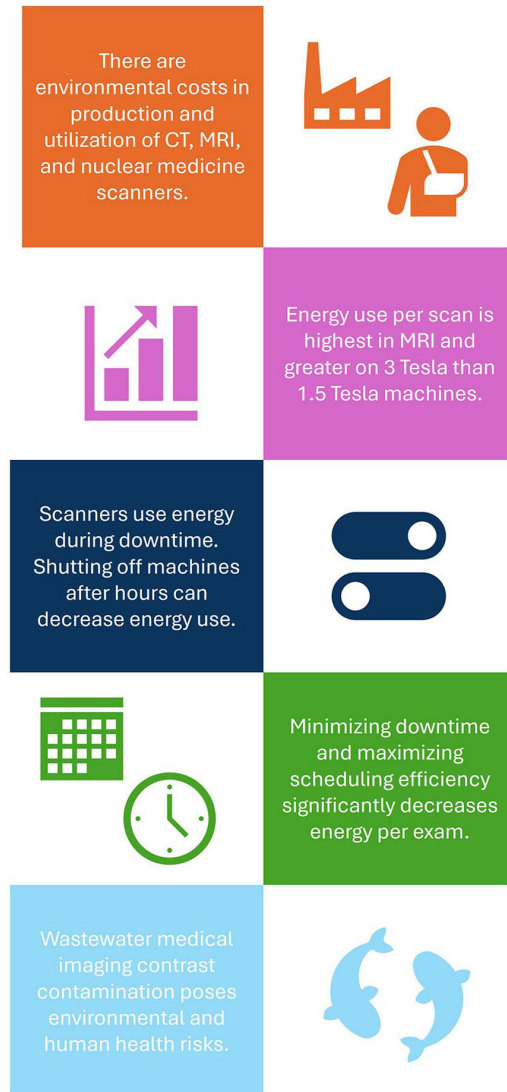 There are
environmental costs in
production and
utilization of CT, MRI,
and nuclear medicine
scanners.
Energy use per scan is
highest in MRI and
greater on 3 Tesla than
1.5 Tesla machines.
Scanners use energy
during downtime.
Shutting off machines
after hours can
decrease energy use.
Minimizing downtime
and maximizing
scheduling efficiency
significantly decreases
energy per exam.
Wastewater medical
imaging contrast
contamination poses
environmental and
human health risks.